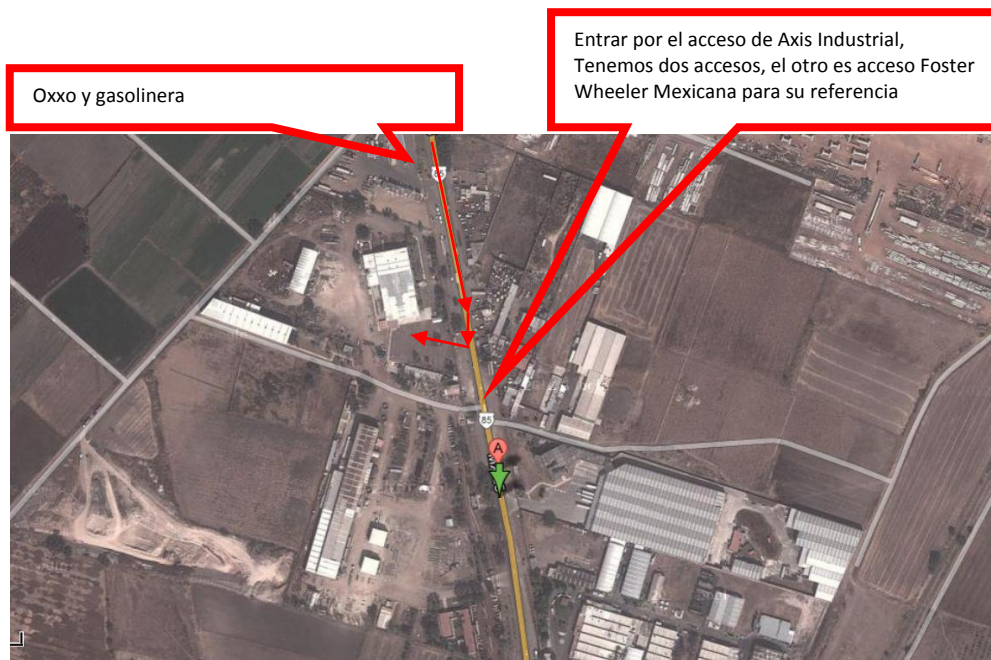 Entrar por el acceso de Axis Industrial,
Tenemos dos accesos, el otro es acceso Foster
Wheeler Mexicana para su referencia
Oxxo y gasolinera
85
A